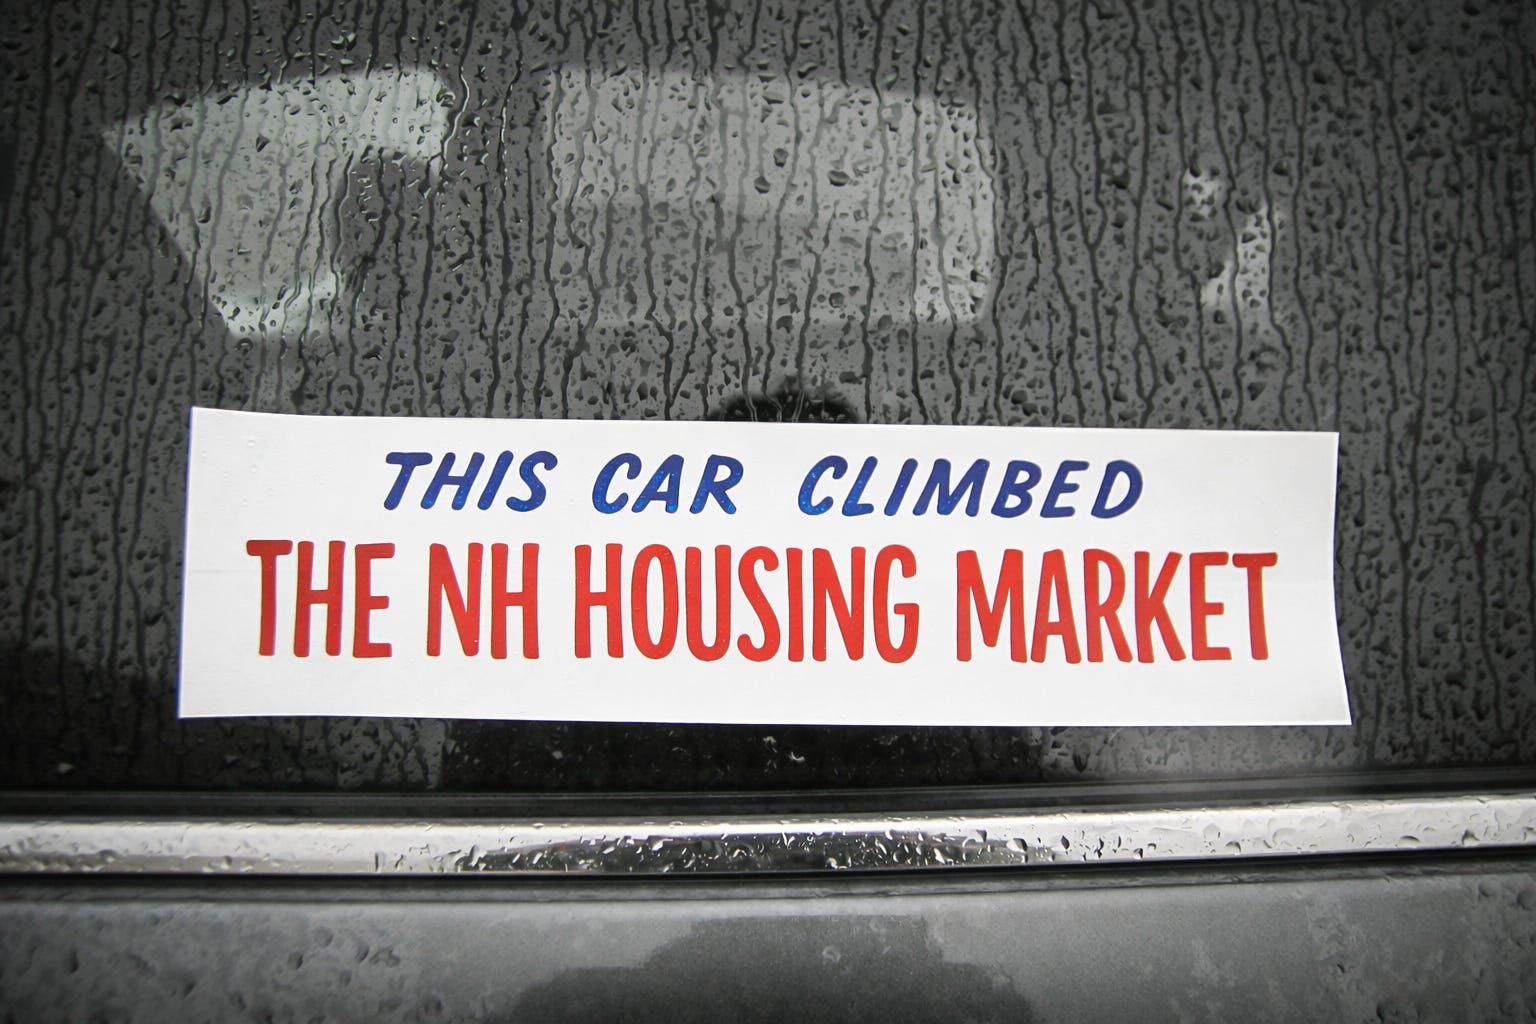 THIS CAR CLIMBED
THE NH HOUSING MARKET